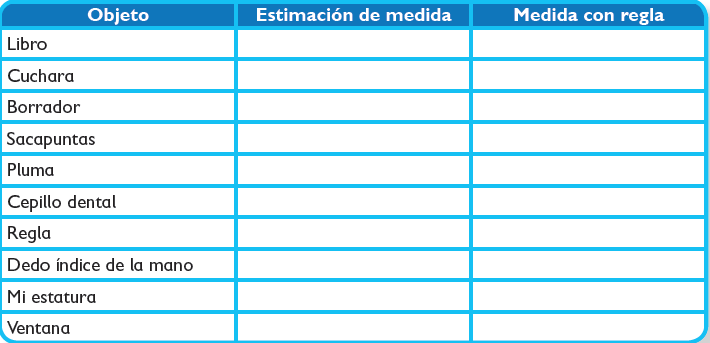 Objeto Estimación de medida Medida con regla
Libro
Cuchara
Borrador
Sacapuntas
Pluma
Cepillo dental
Regla
Dedo índice de la mano
Mi estatura
Ventana